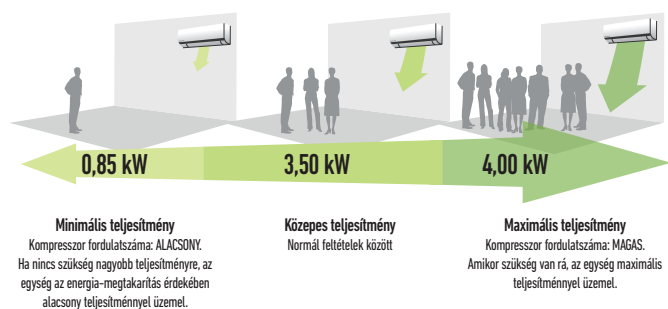 0,85 kW
3,50 kW
4,00 kW
Minimális teljesítmény
Kompresszor fordulatszáma: ALACSONY.
Ha nincs szükség nagyobb teljesítményre, az
egység az energia-megtakarítás érdekében
alacsony teljesítménnyel üzemel.
Közepes teljesítmény
Normál feltételek között
Maximális teljesítmény
Kompresszor fordulatszáma: MAGAS.
Amikor szükség van rá, az egység maximális
teljesítménnyel üzemel.